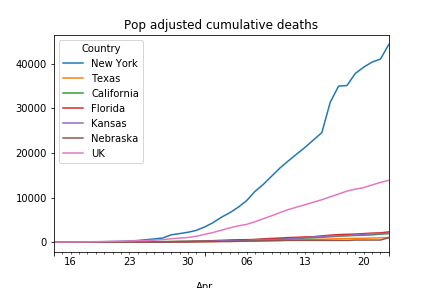 Pop adjusted cumulative deaths
Country
New York
Texas
California
Florida
Kansas
Nebraska
UK
40000
30000
20000
10000
0
16 23 30 06 13 20
Apr